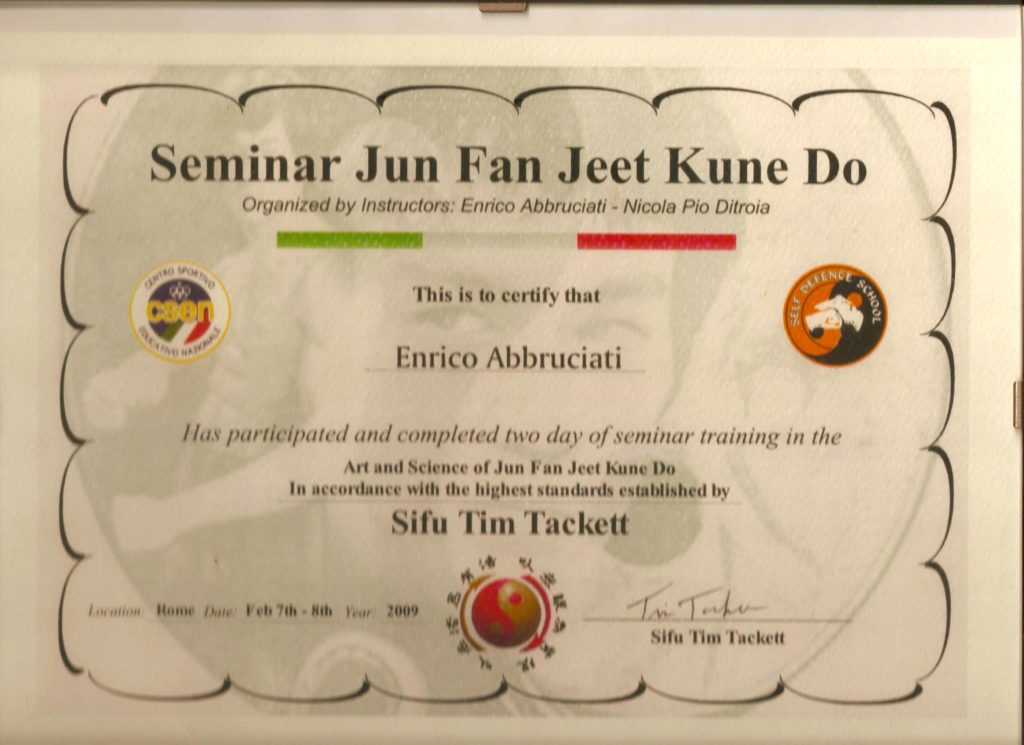 Seminar Jun Fan Jeet Kune Do
Organized by Instructors: Enrico Abbruciati - Nicola Pio Ditroia
CENTRO SPORTIVO
csen
EDUCATIVO NAZIONALE
SELF DEFENCE SCHOOL
This is to certify that
Enrico Abbruciati
Has participated and completed two day of seminar training in the
Art and Science of Jun Fan Jeet Kune Do
In accordance with the highest standards established by
Sifu Tim Tackett
Location: Rome Date: Feb 7th - 8th Year: 2009
Tim Tackett
Sifu Tim Tackett